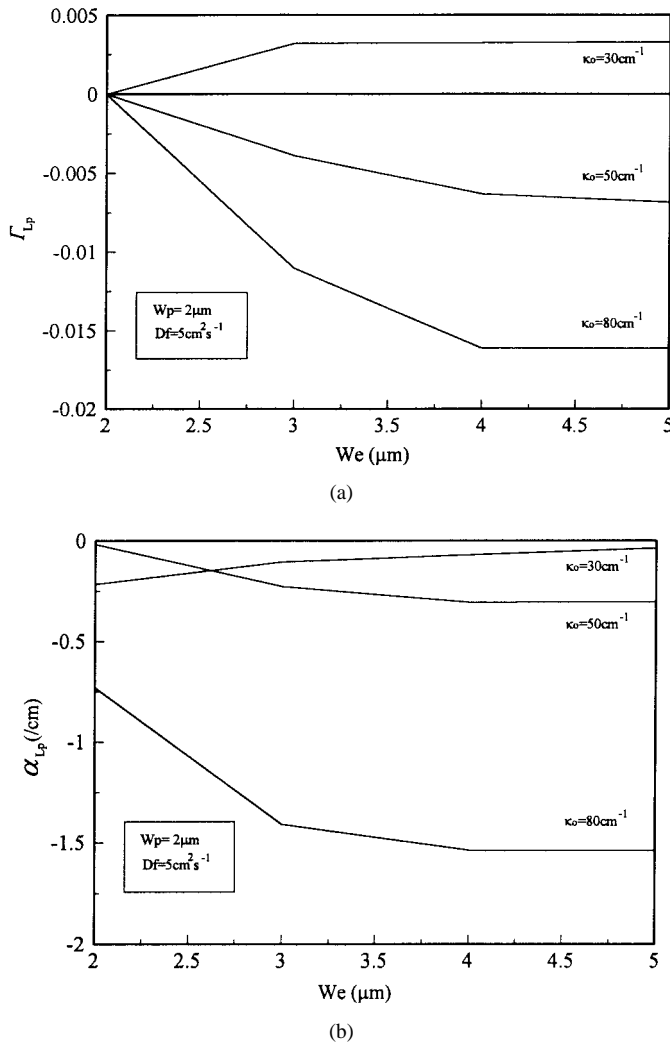 0.005
0
-0.005
-0.01
-0.015
-0.02
Γ_Lp
κo=30cm⁻¹
κo=50cm⁻¹
κo=80cm⁻¹
Wp= 2μm
Df=5cm²s⁻¹
2 2.5 3 3.5 4 4.5 5
We (μm)
(a)
0
-0.5
-1
-1.5
-2
α_Lp(/cm)
κo=30cm⁻¹
κo=50cm⁻¹
κo=80cm⁻¹
Wp= 2μm
Df=5cm²s⁻¹
2 2.5 3 3.5 4 4.5 5
We (μm)
(b)